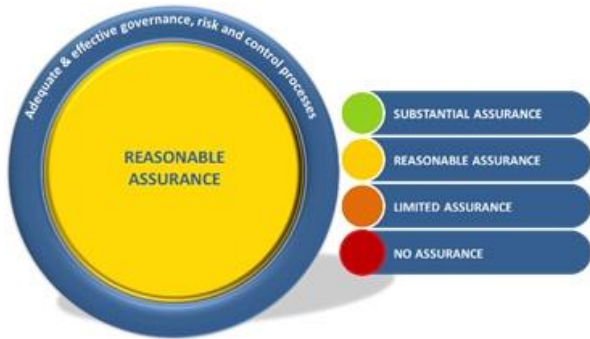 Adequate & effective governance, risk and control processes
REASONABLE
ASSURANCE
SUBSTANTIAL ASSURANCE
REASONABLE ASSURANCE
LIMITED ASSURANCE
NO ASSURANCE